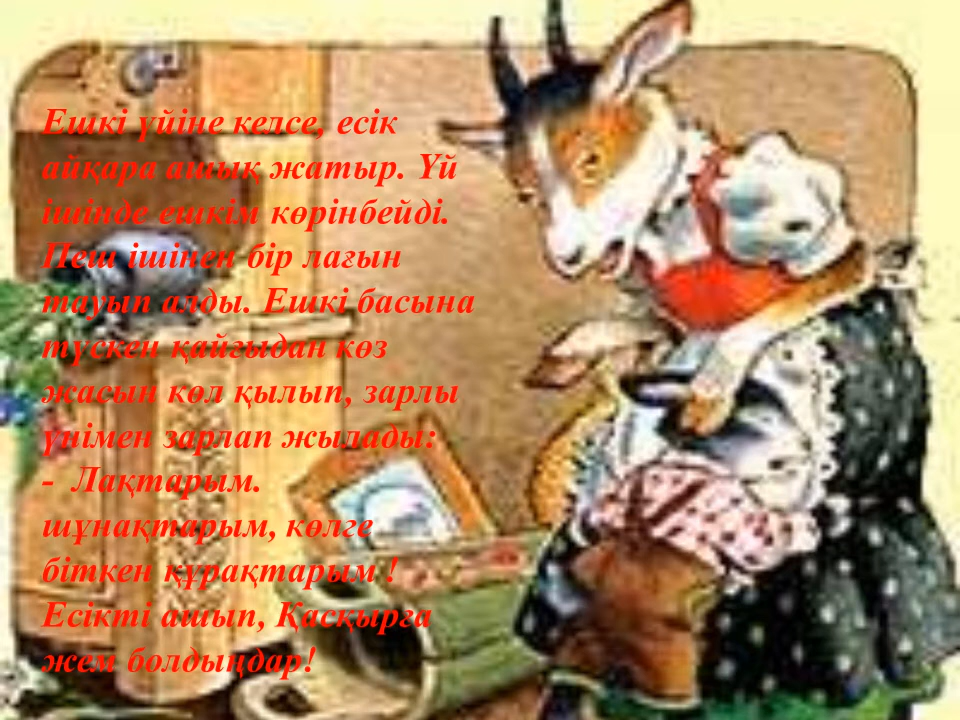 Ешкі үйіне келсе, есік
айқара ашық жатыр. Үй
ішінде ешкім көрінбейді.
Пеш ішінен бір лағын
тауып алды. Ешкі басына
түскен қайғыдан көз
жасын көл қылып, зарлы
үнімен зарлап жылады:
- Лақтарым.
шұнақтарым, көлге
біткен құрақтарым !
Есікті ашып, Қасқырға
жем болдыңдар!